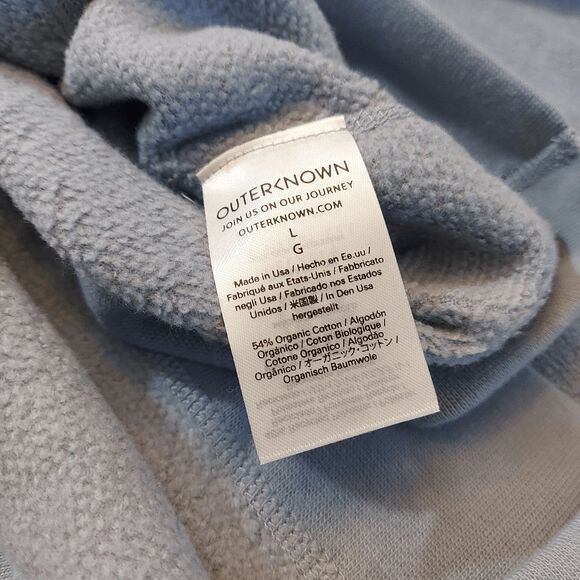 OUTERKNOWN
JOIN US ON OUR JOURNEY
OUTERKNOWN.COM
L
G
Made in Usa / Hecho en Ee.uu /
Fabriqué aux Etats-Unis / Fabbricato
negli Usa / Fabricado nos Estados
Unidos / 米国製 / In Den Usa
hergestellt
54% Organic Cotton / Algodón
Orgánico / Coton Biologique /
Cotone Organico / Algodão
Orgânico / オーガニック・コットン /
Organisch Baumwole